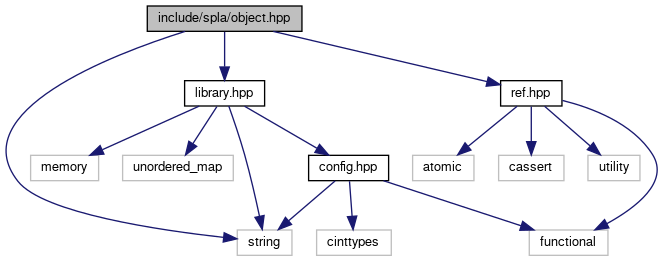 include/spla/object.hpp
library.hpp
ref.hpp
memory
unordered_map
config.hpp
atomic
cassert
utility
string
cinttypes
functional